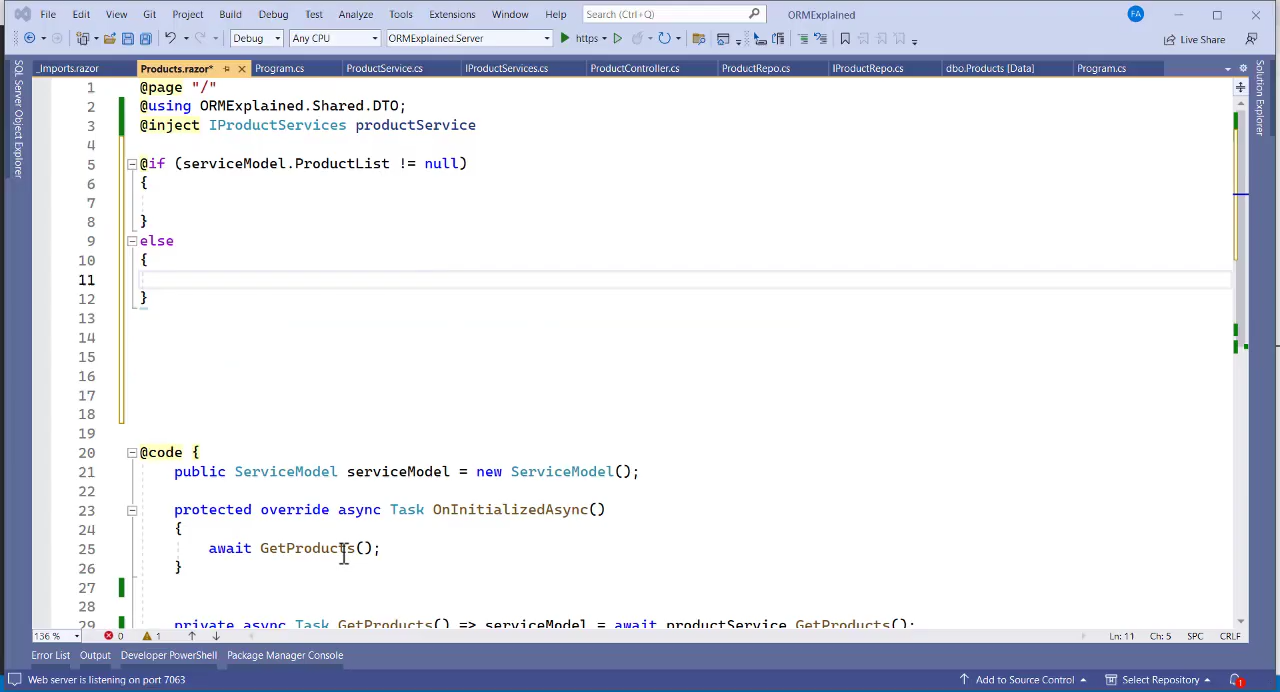 File Edit View Git Project Build Debug Test Analyze Tools Extensions Window Help Search (Ctrl+Q) ORMExplained FA
Debug Any CPU ORMExplained.Server https Live Share
_Imports.razor Products.razor* Program.cs ProductService.cs IProductServices.cs ProductController.cs ProductRepo.cs IProductRepo.cs dbo.Products [Data] Program.cs
SQL Server Object Explorer
Solution Explorer
1 @page "/"
2 @using ORMExplained.Shared.DTO;
3 @inject IProductServices productService
4
5 @if (serviceModel.ProductList != null)
6 {
7
8 }
9 else
10 {
11
12 }
13
14
15
16
17
18
19
20 @code {
21 public ServiceModel serviceModel = new ServiceModel();
22
23 protected override async Task OnInitializedAsync()
24 {
25 await GetProducts();
26 }
27
28
29 private async Task GetProducts() => serviceModel = await productService.GetProducts();
136 % 0 1 Ln: 11 Ch: 5 SPC CRLF
Error List Output Developer PowerShell Package Manager Console
Web server is listening on port 7063 Add to Source Control Select Repository 1